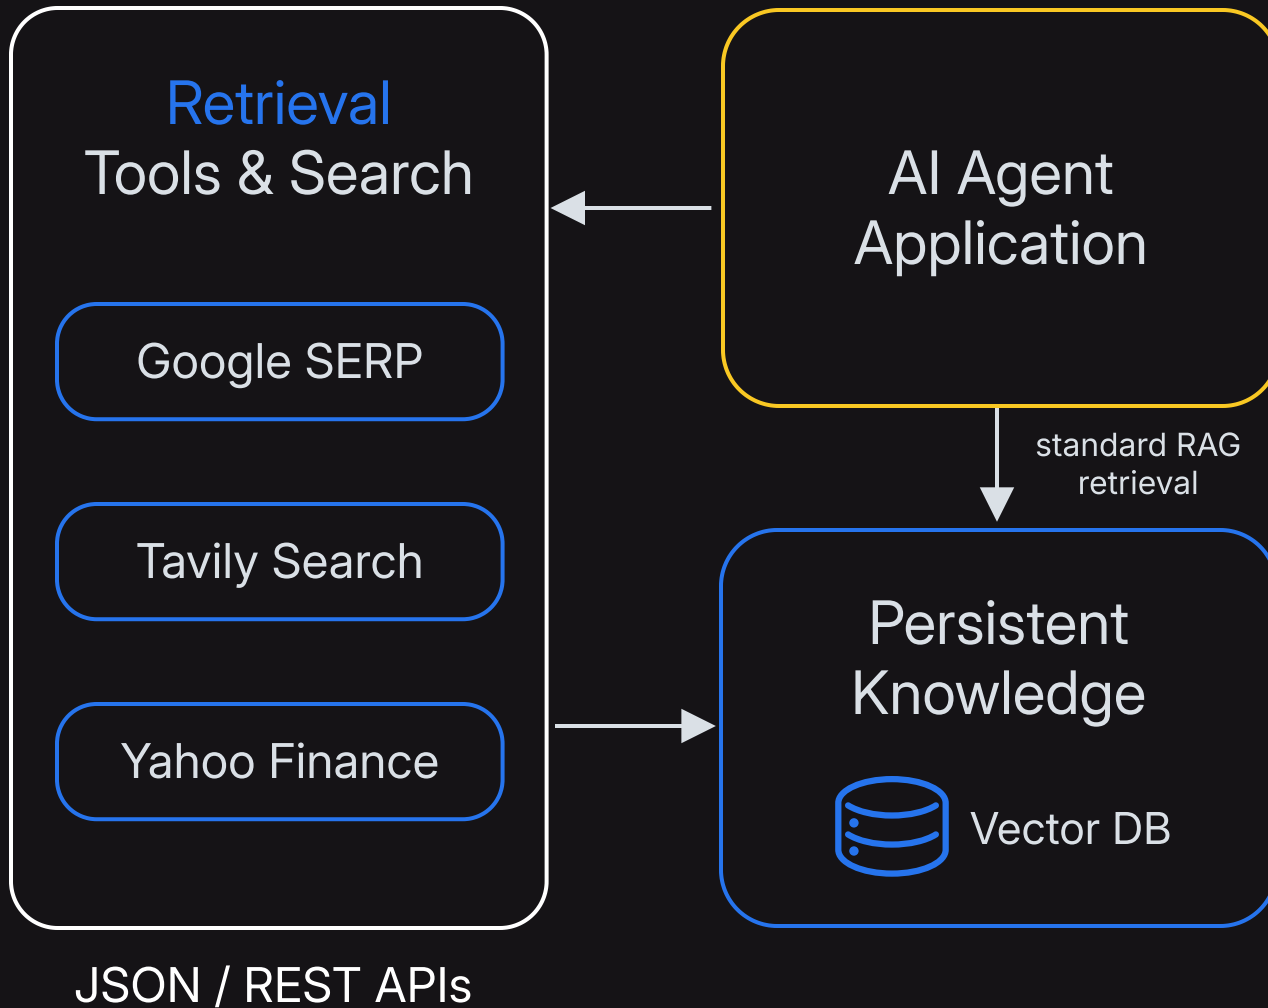 Retrieval
Tools & Search
Google SERP
Tavily Search
Yahoo Finance
JSON / REST APIs
AI Agent
Application
standard RAG
retrieval
Persistent
Knowledge
Vector DB